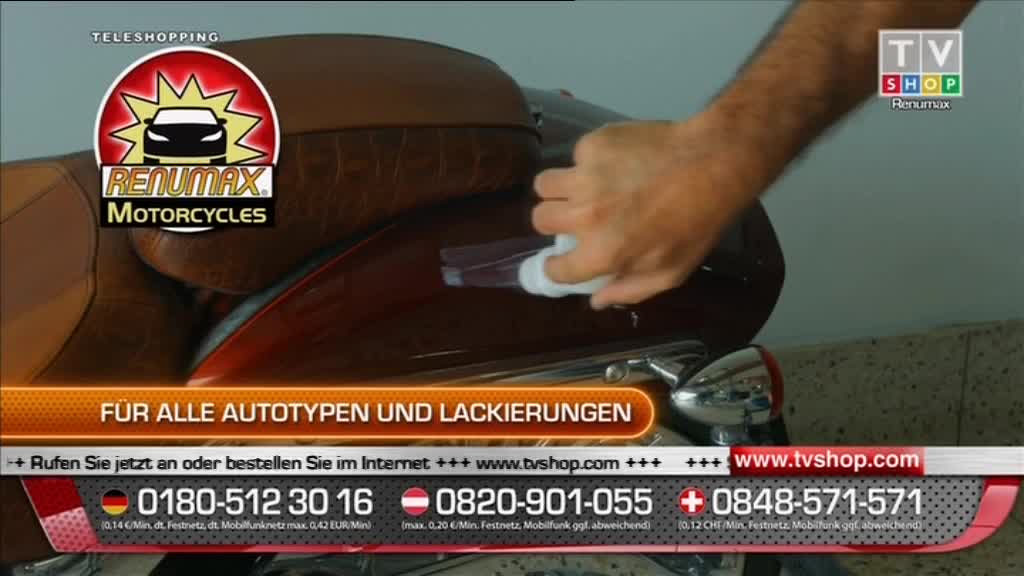 TELESHOPPING
TV
SHOP
Renumax
RENUMAX®
MOTORCYCLES
FÜR ALLE AUTOTYPEN UND LACKIERUNGEN
+ Rufen Sie jetzt an oder bestellen Sie im Internet +++ www.tvshop.com +++ +++
www.tvshop.com
0180-512 30 16 0820-901-055 0848-571-571
(0,14 €/Min. dt. Festnetz, dt. Mobilfunknetz max. 0,42 EUR/Min) (max. 0,20 €/Min. Festnetz, Mobilfunk ggf. abweichend) (0,12 CHF/Min. Festnetz, Mobilfunk ggf. abweichend)